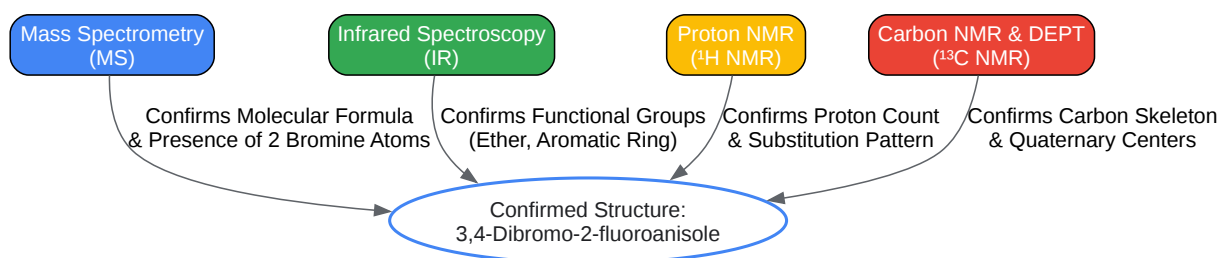 Mass Spectrometry
(MS)
Infrared Spectroscopy
(IR)
Proton NMR
(¹H NMR)
Carbon NMR & DEPT
(¹³C NMR)
Confirms Molecular Formula
& Presence of 2 Bromine Atoms
Confirms Functional Groups
(Ether, Aromatic Ring)
Confirms Proton Count
& Substitution Pattern
Confirms Carbon Skeleton
& Quaternary Centers
Confirmed Structure:
3,4-Dibromo-2-fluoroanisole